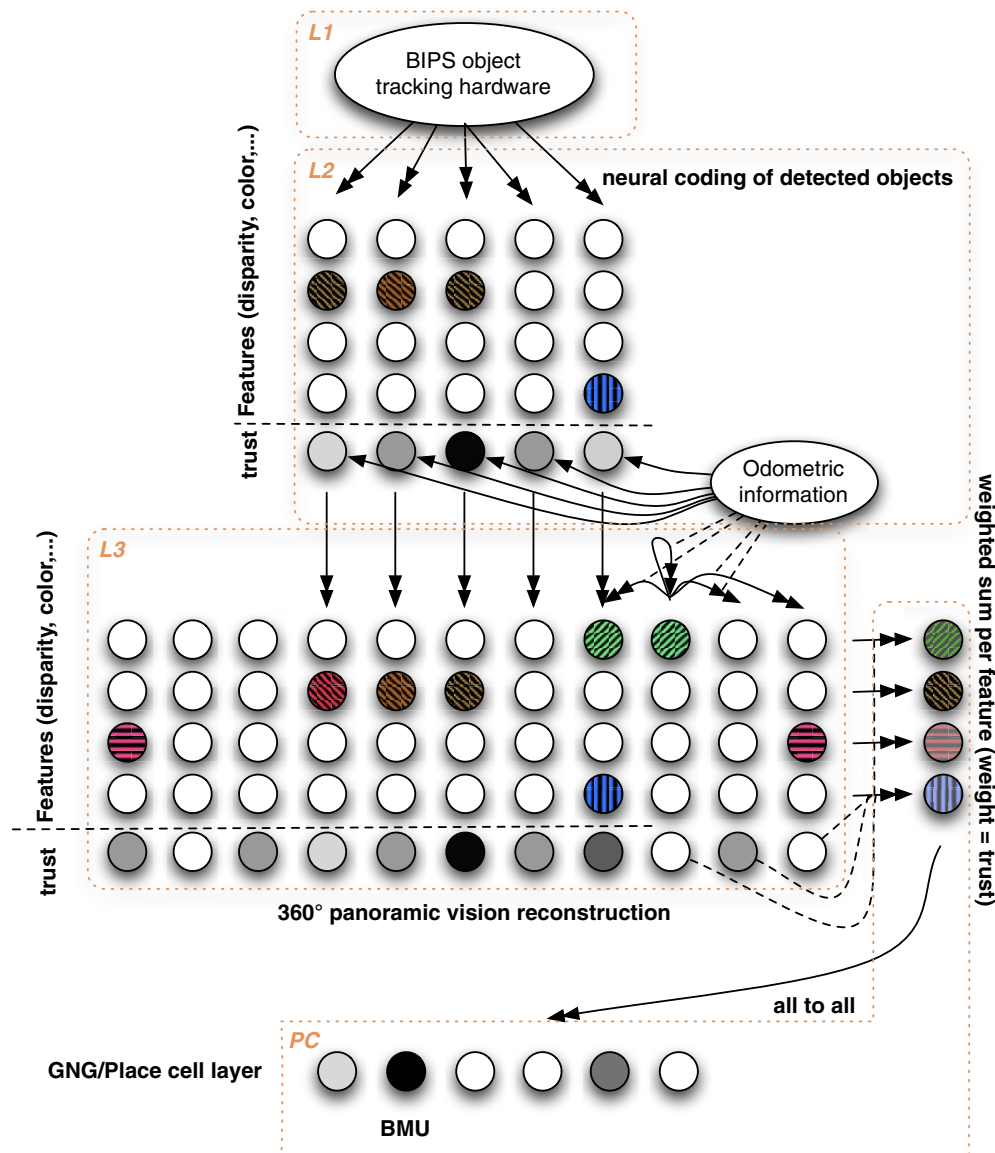 L1
BIPS object
tracking hardware
L2
neural coding of detected objects
Features (disparity, color,...)
trust
Odometric
information
L3
Features (disparity, color,...)
trust
weighted sum per feature (weight = trust)
360° panoramic vision reconstruction
all to all
PC
GNG/Place cell layer
BMU